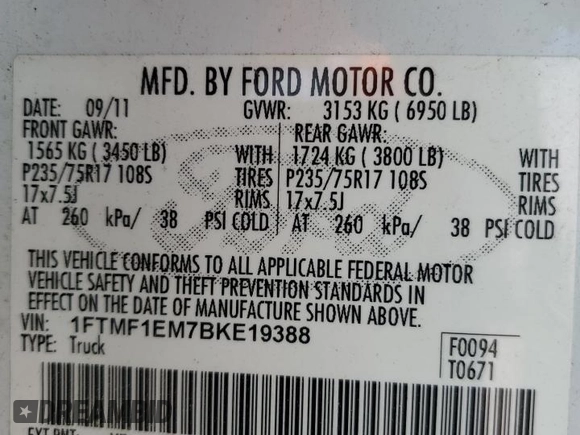 MFD. BY FORD MOTOR CO.
DATE: 09/11 GVWR: 3153 KG ( 6950 LB)
FRONT GAWR: REAR GAWR:
1565 KG ( 3450 LB) WITH 1724 KG ( 3800 LB) WITH
P235/75R17 108S TIRES P235/75R17 108S TIRES
17x7.5J RIMS 17x7.5J RIMS
AT 260 kPa/ 38 PSI COLD AT 260 kPa/ 38 PSI COLD
Ford
THIS VEHICLE CONFORMS TO ALL APPLICABLE FEDERAL MOTOR
VEHICLE SAFETY AND THEFT PREVENTION STANDARDS IN
EFFECT ON THE DATE OF MANUFACTURE SHOWN ABOVE.
VIN: 1FTMF1EM7BKE19388
TYPE: Truck
F0094
T0671
DREAMBID
EXT PNT: